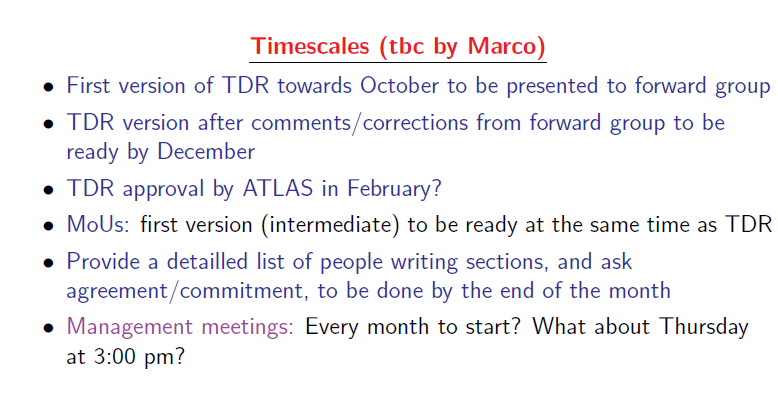 Timescales (tbc by Marco)
• First version of TDR towards October to be presented to forward group
• TDR version after comments/corrections from forward group to be
ready by December
• TDR approval by ATLAS in February?
• MoUs: first version (intermediate) to be ready at the same time as TDR
• Provide a detailled list of people writing sections, and ask
agreement/commitment, to be done by the end of the month
• Management meetings: Every month to start? What about Thursday
at 3:00 pm?